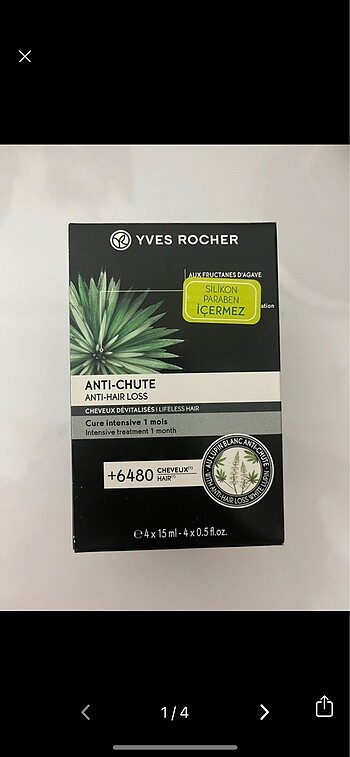 YVES ROCHER
AUX FRUCTANES D'AGAVE
SİLİKON
PARABEN
İÇERMEZ
ANTI-CHUTE
ANTI-HAIR LOSS
CHEVEUX DÉVITALISÉS | LIFELESS HAIR
Cure intensive 1 mois
Intensive treatment 1 month
+6480 CHEVEUX(1)
HAIR(1)
AU LUPIN BLANC ANTI-CHUTE
WITH ANTI-HAIR LOSS WHITE LUPIN
℮ 4 x 15 ml - 4 x 0.5 fl.oz.
1/4